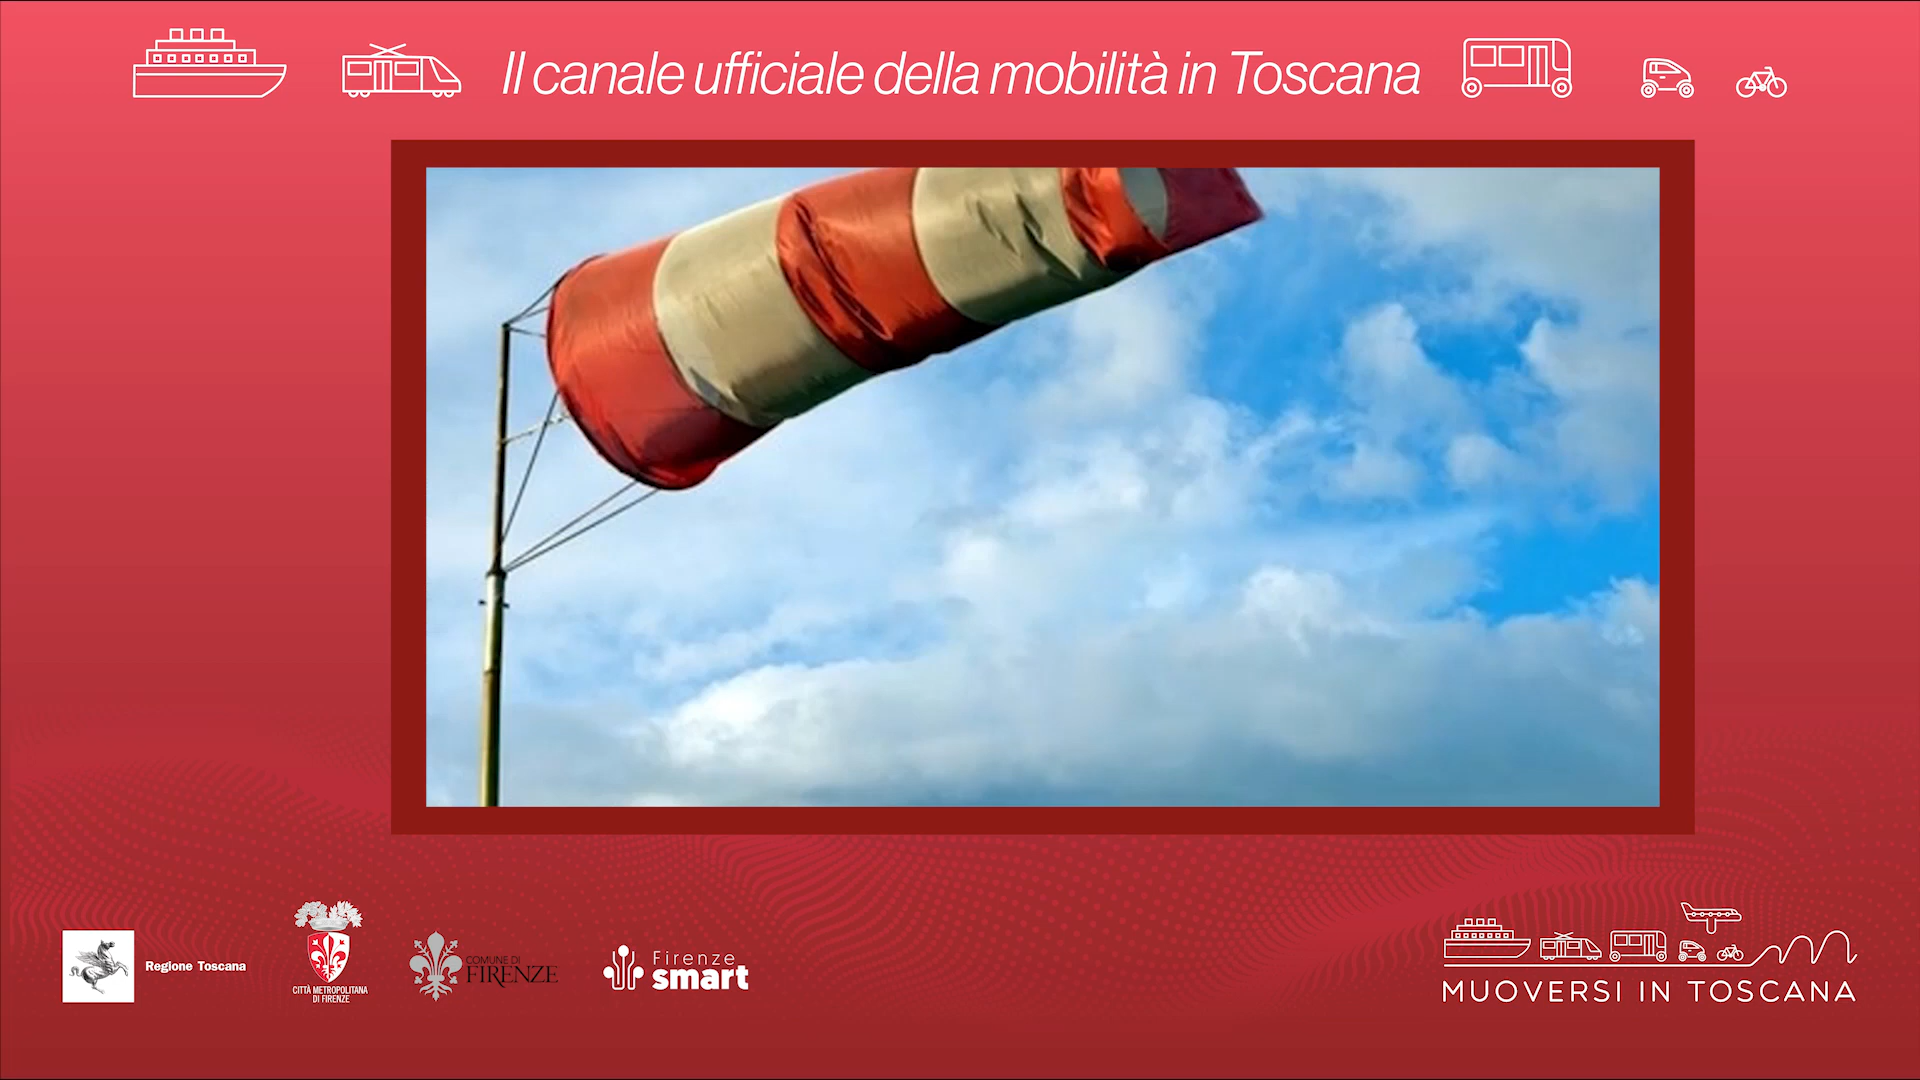 Il canale ufficiale della mobilità in Toscana
Regione Toscana
CITTÀ METROPOLITANA
DI FIRENZE
COMUNE DI
FIRENZE
Firenze
smart
MUOVERSI IN TOSCANA